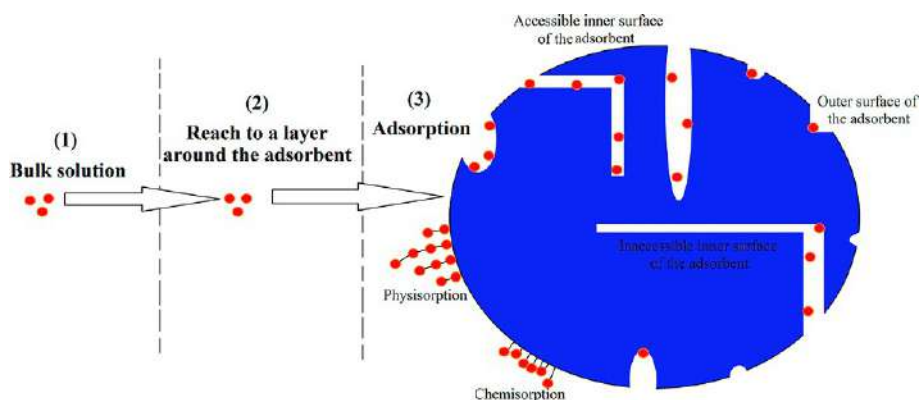 (1)
Bulk solution
(2)
Reach to a layer
around the adsorbent
(3)
Adsorption
Accessible inner surface
of the adsorbent
Outer surface of
the adsorbent
Inaccessible inner surface
of the adsorbent
Physisorption
Chemisorption